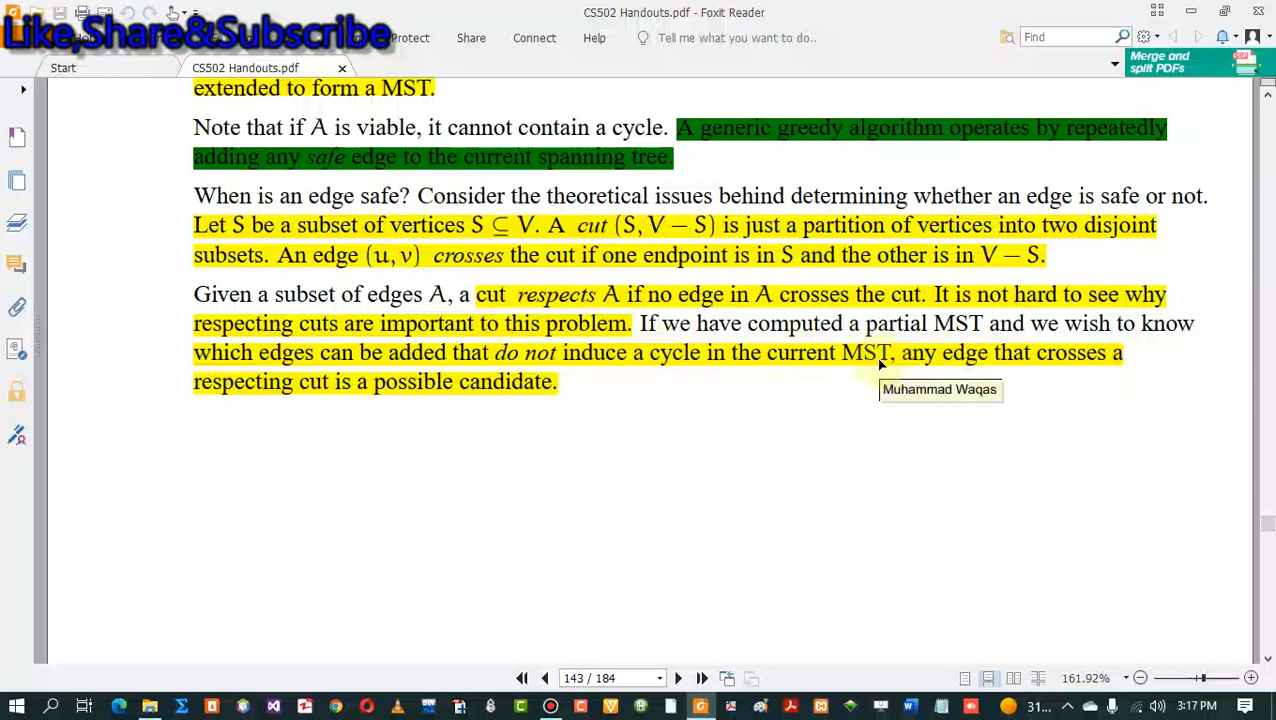 CS502 Handouts.pdf - Foxit Reader
Like,Share&Subscribe
Protect
Share
Connect
Help
Tell me what you want to do..
Find
Start
CS502 Handouts.pdf
Merge and
split PDFs
extended to form a MST.
Note that if A is viable, it cannot contain a cycle. A generic greedy algorithm operates by repeatedly
adding any safe edge to the current spanning tree.
When is an edge safe? Consider the theoretical issues behind determining whether an edge is safe or not.
Let S be a subset of vertices S ⊆ V. A cut (S, V − S) is just a partition of vertices into two disjoint
subsets. An edge (u, v) crosses the cut if one endpoint is in S and the other is in V − S.
Given a subset of edges A, a cut respects A if no edge in A crosses the cut. It is not hard to see why
respecting cuts are important to this problem. If we have computed a partial MST and we wish to know
which edges can be added that do not induce a cycle in the current MST, any edge that crosses a
respecting cut is a possible candidate.
Muhammad Waqas
143 / 184
161.92%
31...
3:17 PM